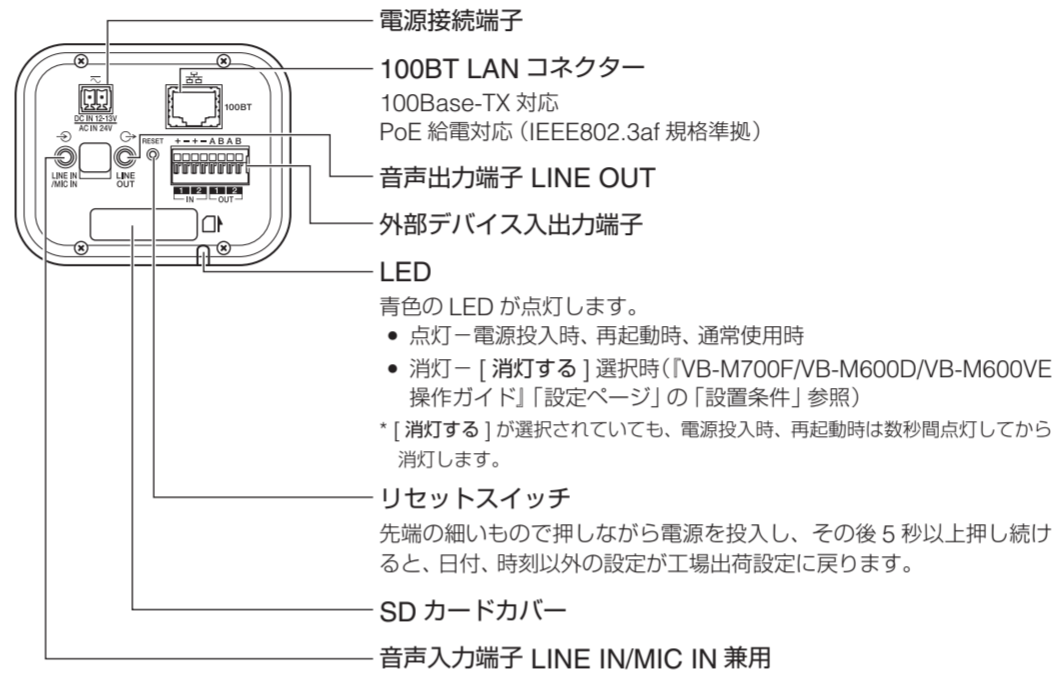 電源接続端子
100BT LAN コネクター
100Base-TX 対応
PoE 給電対応（IEEE802.3af 規格準拠）
音声出力端子 LINE OUT
外部デバイス入出力端子
LED
青色の LED が点灯します。
● 点灯－電源投入時、再起動時、通常使用時
● 消灯－ [ 消灯する ] 選択時（『VB-M700F/VB-M600D/VB-M600VE
操作ガイド』「設定ページ」の「設置条件」参照）
* [ 消灯する ] が選択されていても、電源投入時、再起動時は数秒間点灯してから
消灯します。
リセットスイッチ
先端の細いもので押しながら電源を投入し、その後 5 秒以上押し続け
ると、日付、時刻以外の設定が工場出荷設定に戻ります。
SD カードカバー
音声入力端子 LINE IN/MIC IN 兼用
DC IN 12-13V
AC IN 24V
100BT
LINE IN
/MIC IN
LINE
OUT
RESET
+ − + − A B A B
1 2 1 2
IN OUT